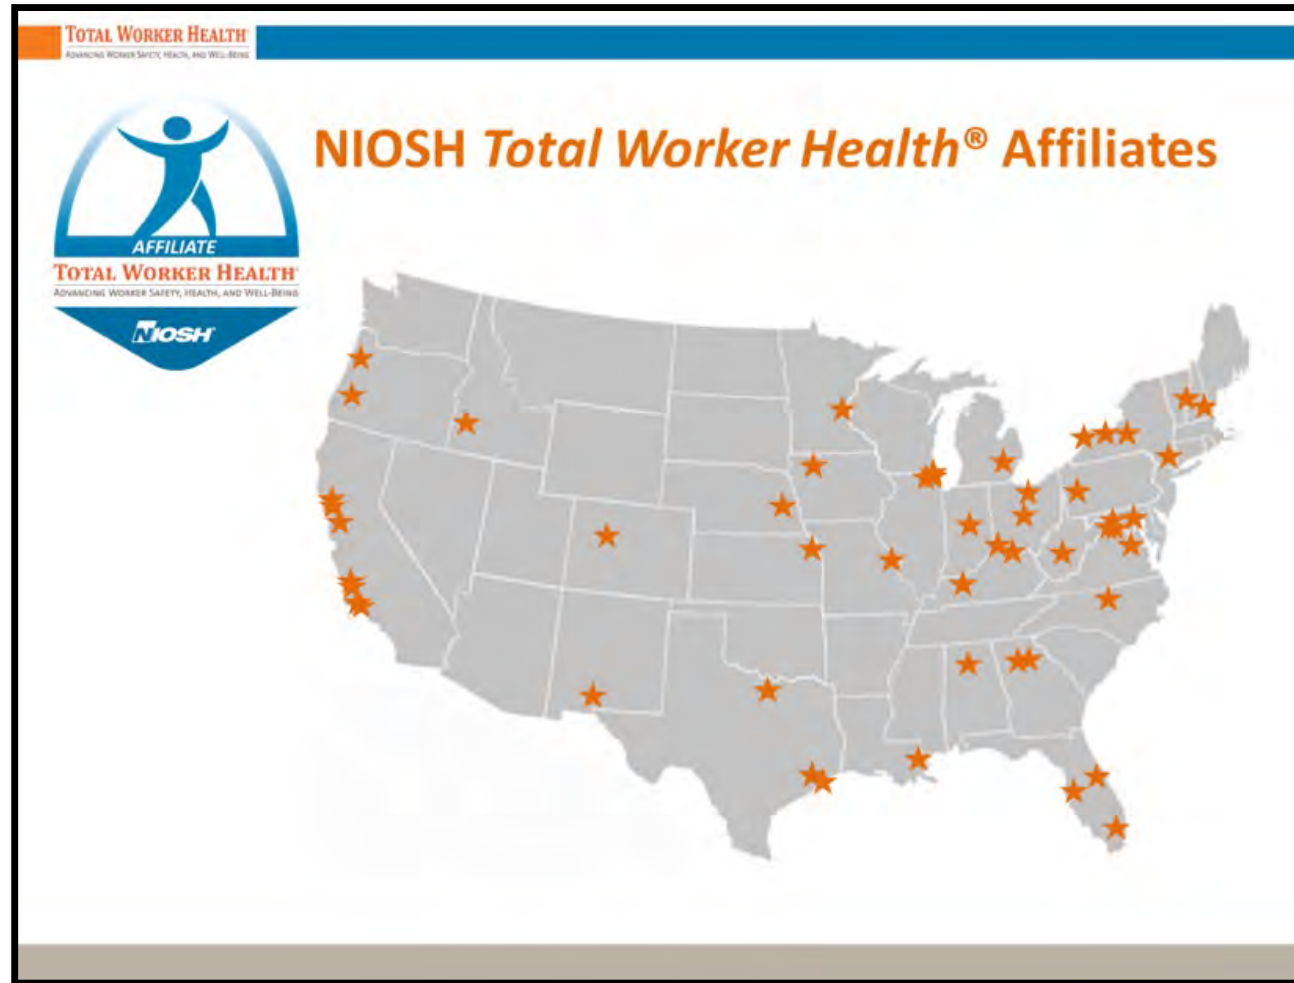 TOTAL WORKER HEALTH®
ADVANCING WORKER SAFETY, HEALTH, AND WELL-BEING
NIOSH Total Worker Health® Affiliates
AFFILIATE
TOTAL WORKER HEALTH®
ADVANCING WORKER SAFETY, HEALTH, AND WELL-BEING
NIOSH